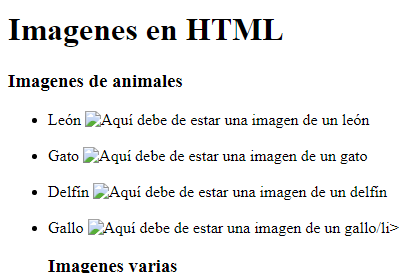 Imagenes en HTML
Imagenes de animales
León Aquí debe de estar una imagen de un león
Gato Aquí debe de estar una imagen de un gato
Delfín Aquí debe de estar una imagen de un delfín
Gallo Aquí debe de estar una imagen de un gallo/li>
Imagenes varias